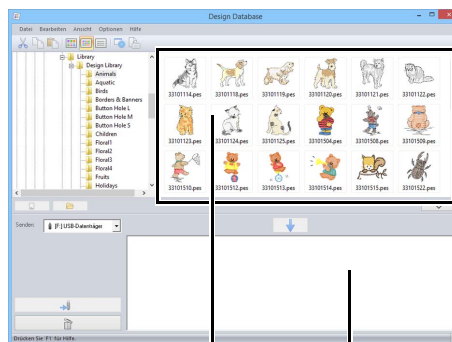 Design Database
Datei Bearbeiten Ansicht Optionen Hilfe
Library
Design Library
Animals
Aquatic
Birds
Borders & Banners
Button Hole L
Button Hole M
Button Hole S
Children
Floral1
Floral2
Floral3
Floral4
Fruits
Holidays
33101114.pes 33101118.pes 33101119.pes 33101120.pes 33101121.pes 33101122.pes
33101123.pes 33101124.pes 33101125.pes 33101504.pes 33101508.pes 33101509.pes
33101510.pes 33101512.pes 33101513.pes 33101514.pes 33101515.pes 33101522.pes
Senden: [F:] USB-Datenträger
Drücken Sie F1 für Hilfe.